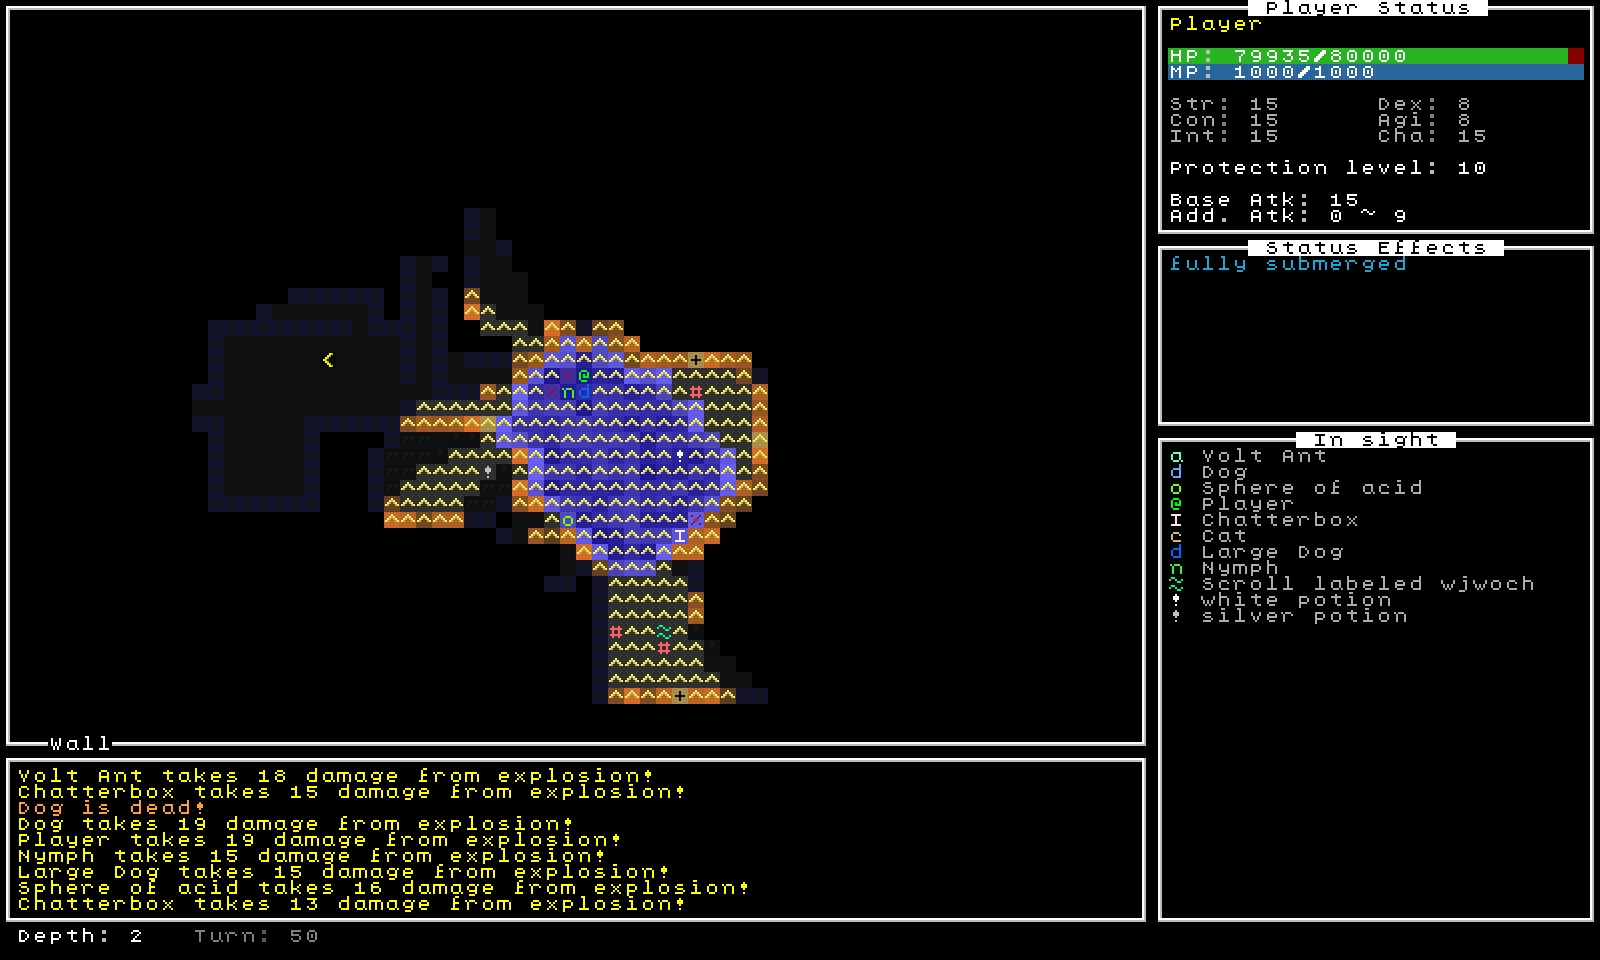 Player Status
Player
HP: 79935/80000
MP: 1000/1000
Str: 15 Dex: 8
Con: 15 Agi: 8
Int: 15 Cha: 15
Protection level: 10
Base Atk: 15
Add. Atk: 0 ~ 9
Status Effects
fully submerged
In sight
a Volt Ant
d Dog
o Sphere of acid
@ Player
I Chatterbox
c Cat
d Large Dog
n Nymph
≈ Scroll labeled wjwoch
! white potion
! silver potion
Wall
Volt Ant takes 18 damage from explosion!
Chatterbox takes 15 damage from explosion!
Dog is dead!
Dog takes 19 damage from explosion!
Player takes 19 damage from explosion!
Nymph takes 15 damage from explosion!
Large Dog takes 15 damage from explosion!
Sphere of acid takes 16 damage from explosion!
Chatterbox takes 13 damage from explosion!
Depth: 2 Turn: 50